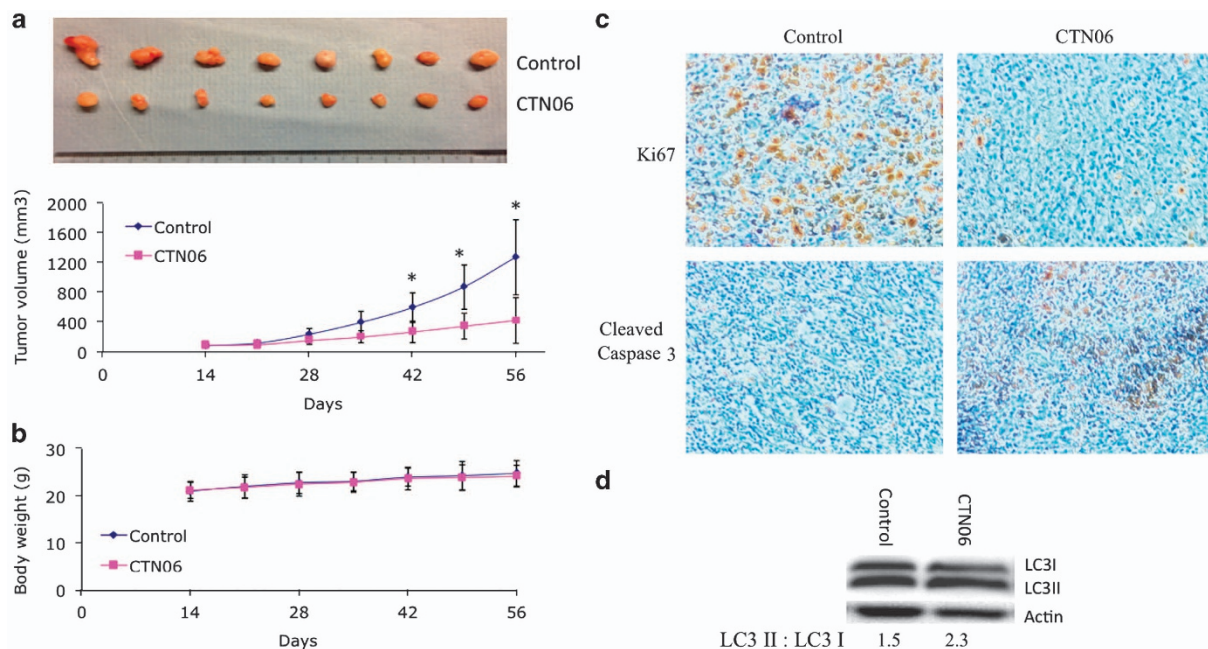 a
Control
CTN06
Tumor volume (mm3)
2000
1600
1200
800
400
0
Control
CTN06
*
*
*
0
14
28
42
56
Days
b
Body weight (g)
30
20
10
0
Control
CTN06
0
14
28
42
56
Days
c
Control
CTN06
Ki67
Cleaved
Caspase 3
d
Control
CTN06
LC3I
LC3II
Actin
LC3 II : LC3 I 1.5 2.3